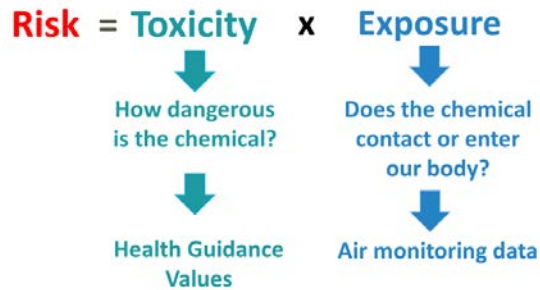 Risk = Toxicity x Exposure
How dangerous
is the chemical?
Does the chemical
contact or enter
our body?
Health Guidance
Values
Air monitoring data